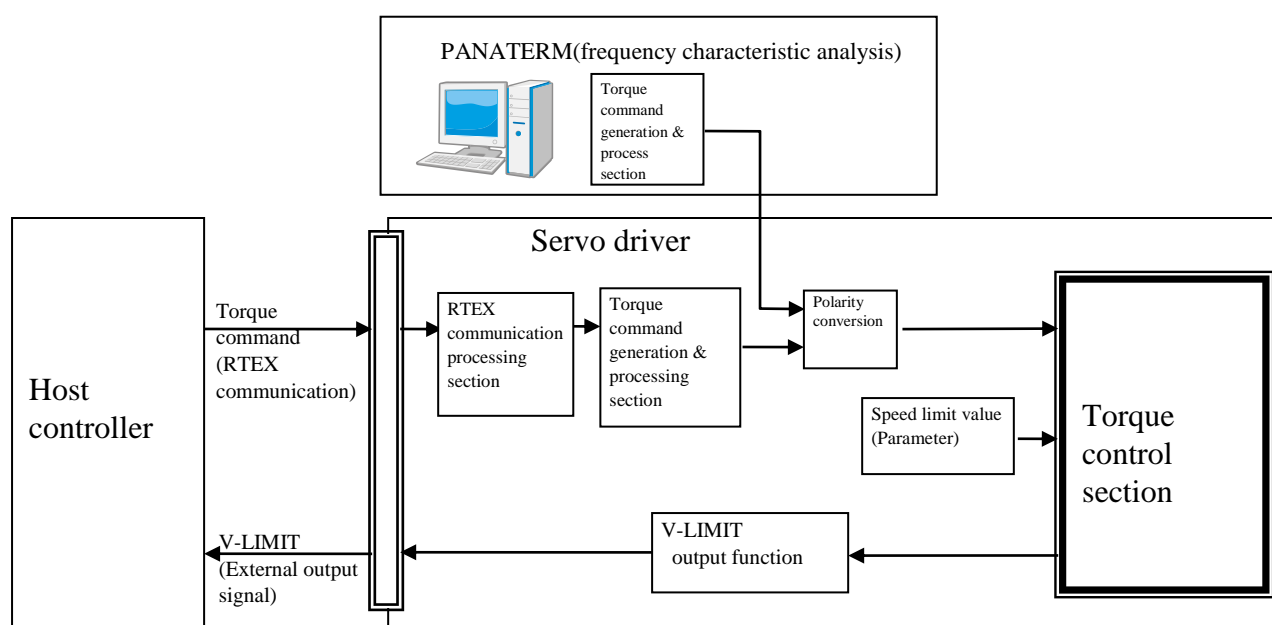 PANATERM(frequency characteristic analysis)
Torque
command
generation &
process
section
Servo driver
Host
controller
Torque
command
(RTEX
communication)
RTEX
communication
processing
section
Torque
command
generation &
processing
section
Polarity
conversion
Speed limit value
(Parameter)
Torque
control
section
V-LIMIT
output function
V-LIMIT
(External output
signal)